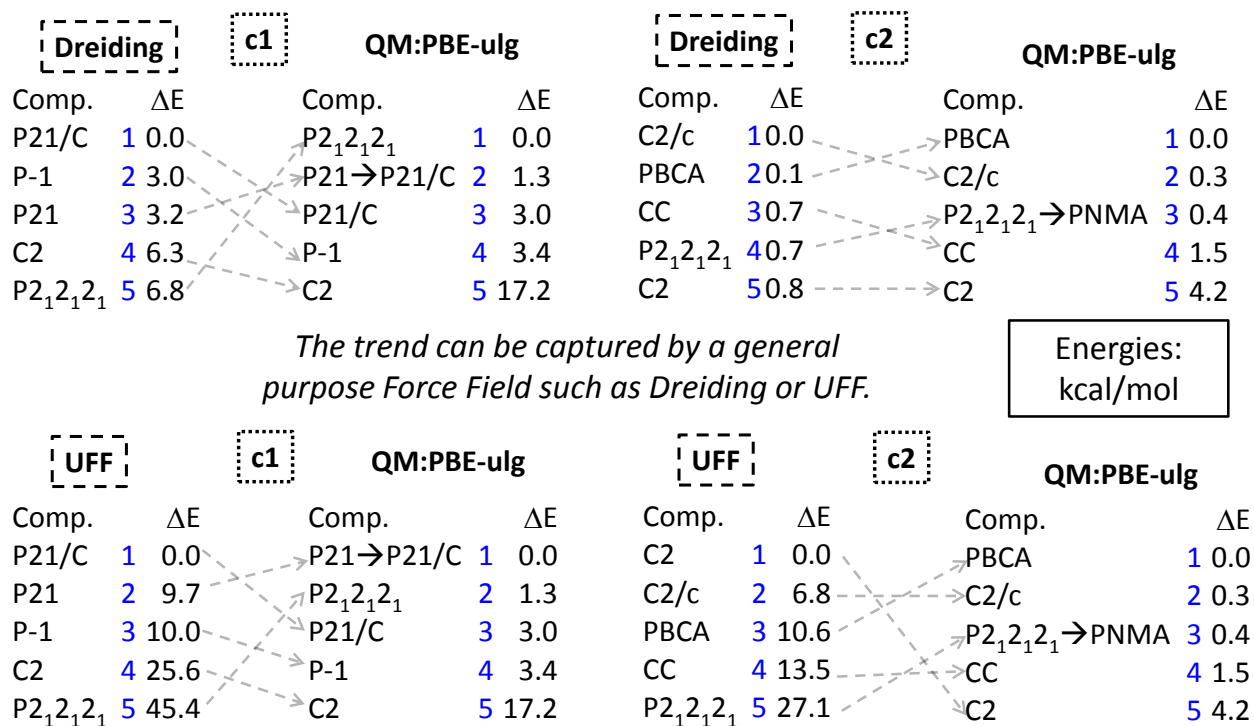 Dreiding c1 QM:PBE-ulg
Comp. ΔE Comp. ΔE
P21/C 1 0.0 P2₁2₁2₁ 1 0.0
P-1 2 3.0 P21→P21/C 2 1.3
P21 3 3.2 P21/C 3 3.0
C2 4 6.3 P-1 4 3.4
P2₁2₁2₁ 5 6.8 C2 5 17.2
Dreiding c2 QM:PBE-ulg
Comp. ΔE Comp. ΔE
C2/c 1 0.0 PBCA 1 0.0
PBCA 2 0.1 C2/c 2 0.3
CC 3 0.7 P2₁2₁2₁→PNMA 3 0.4
P2₁2₁2₁ 4 0.7 CC 4 1.5
C2 5 0.8 C2 5 4.2
The trend can be captured by a general
purpose Force Field such as Dreiding or UFF.
Energies:
kcal/mol
UFF c1 QM:PBE-ulg
Comp. ΔE Comp. ΔE
P21/C 1 0.0 P21→P21/C 1 0.0
P21 2 9.7 P2₁2₁2₁ 2 1.3
P-1 3 10.0 P21/C 3 3.0
C2 4 25.6 P-1 4 3.4
P2₁2₁2₁ 5 45.4 C2 5 17.2
UFF c2 QM:PBE-ulg
Comp. ΔE Comp. ΔE
C2 1 0.0 PBCA 1 0.0
C2/c 2 6.8 C2/c 2 0.3
PBCA 3 10.6 P2₁2₁2₁→PNMA 3 0.4
CC 4 13.5 CC 4 1.5
P2₁2₁2₁ 5 27.1 C2 5 4.2